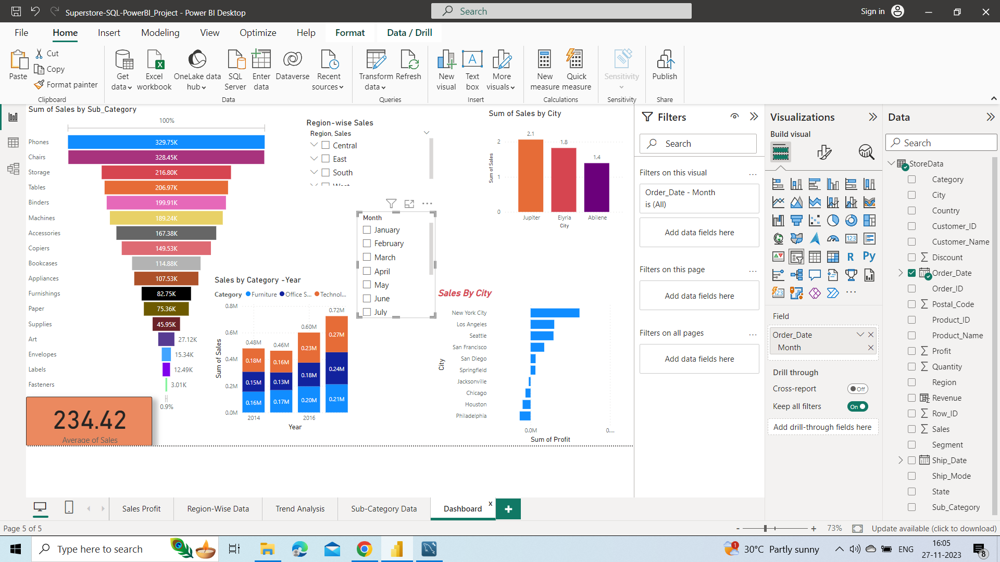 Superstore-SQL-PowerBI_Project - Power BI Desktop
Search
Sign in
File
Home
Insert
Modeling
View
Optimize
Help
Format
Data / Drill
Paste
Cut
Copy
Format painter
Clipboard
Get data
Excel workbook
OneLake data hub
SQL Server
Enter data
Dataverse
Recent sources
Data
Transform data
Refresh
Queries
New visual
Text box
More visuals
Insert
New measure
Quick measure
Calculations
Sensitivity
Sensitivity
Publish
Share
Sum of Sales by Sub_Category
100%
Phones 329.75K
Chairs 328.45K
Storage 216.80K
Tables 206.97K
Binders 199.91K
Machines 189.24K
Accessories 167.38K
Copiers 149.53K
Bookcases 114.88K
Appliances 107.53K
Furnishings 82.75K
Paper 75.36K
Supplies 45.95K
Art 27.12K
Envelopes 15.34K
Labels 12.49K
Fasteners 3.01K
0.9%
234.42
Average of Sales
Region-wise Sales
Region, Sales
Central
East
South
West
Month
January
February
March
April
May
June
July
Sales by Category -Year
Category Furniture Office S... Technol...
Sum of Sales
0.8M
0.6M
0.4M
0.2M
0.0M
0.48M
0.18M
0.15M
0.16M
0.46M
0.16M
0.13M
0.17M
0.60M
0.23M
0.18M
0.20M
0.72M
0.27M
0.24M
0.21M
2014
2016
Year
Sum of Sales by City
Sum of Sales
2
1
0
2.1
1.8
1.4
Jupiter
Elyria
Abilene
City
Sales By City
City
New York City
Los Angeles
Seattle
San Francisco
San Diego
Springfield
Jacksonville
Chicago
Houston
Philadelphia
0.0M
0....
Sum of Profit
Filters
Search
Filters on this visual
...
Order_Date - Month
is (All)
Add data fields here
Filters on this page
...
Add data fields here
Filters on all pages
...
Add data fields here
Visualizations
Build visual
123
R
Py
123
...
Field
Order_Date
Month
Drill through
Cross-report
Off
Keep all filters
On
Add drill-through fields here
Data
Search
StoreData
Category
City
Country
Customer_ID
Customer_Name
Discount
Order_Date
Order_ID
Postal_Code
Product_ID
Product_Name
Profit
Quantity
Region
Revenue
Row_ID
Sales
Segment
Ship_Date
Ship_Mode
State
Sub_Category
Sales Profit
Region-Wise Data
Trend Analysis
Sub-Category Data
Dashboard
x
+
Page 5 of 5
- + 73%
Update available (click to download)
Type here to search
1
30°C Partly sunny
ENG
16:05
27-11-2023
8